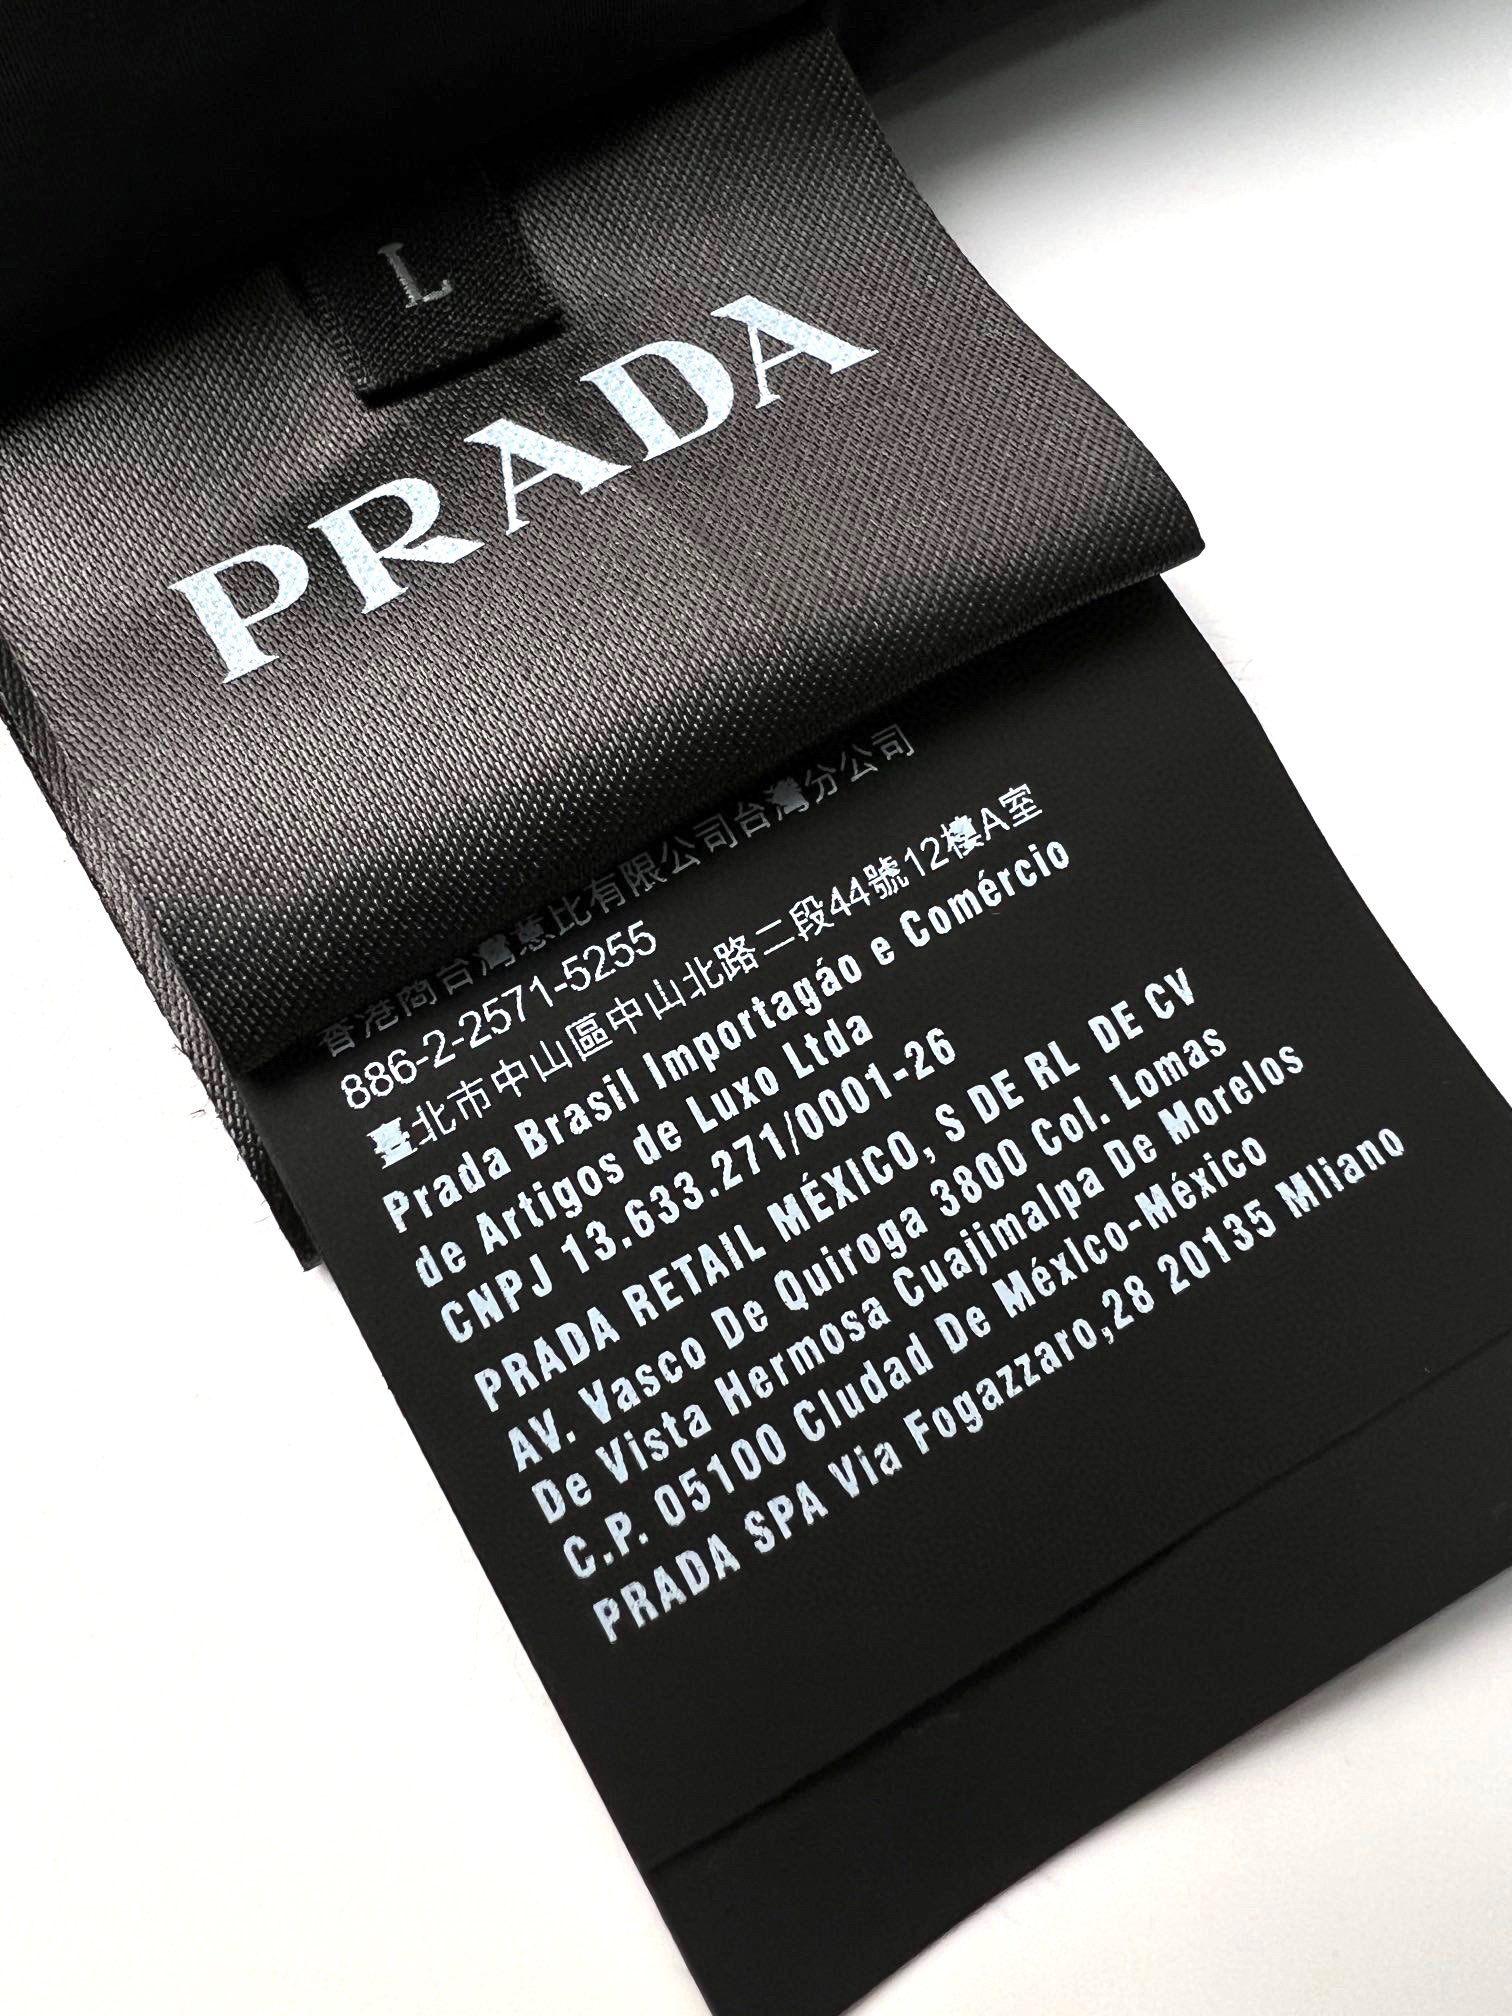 L
PRADA
香港商台灣意比有限公司台灣分公司
886-2-2571-5255
臺北市中山區中山北路二段44號12樓A室
Prada Brasil Importagáo e Comércio
de Artigos de Luxo Ltda
CNPJ 13.633.271/0001-26
PRADA RETAIL MÉXICO, S DE RL DE CV
AV. Vasco De Quiroga 3800 Col. Lomas
De Vista Hermosa Cuajimalpa De Morelos
C.P. 05100 Cludad De Méxlco-México
PRADA SPA Via Fogazzaro,28 20135 Mliano